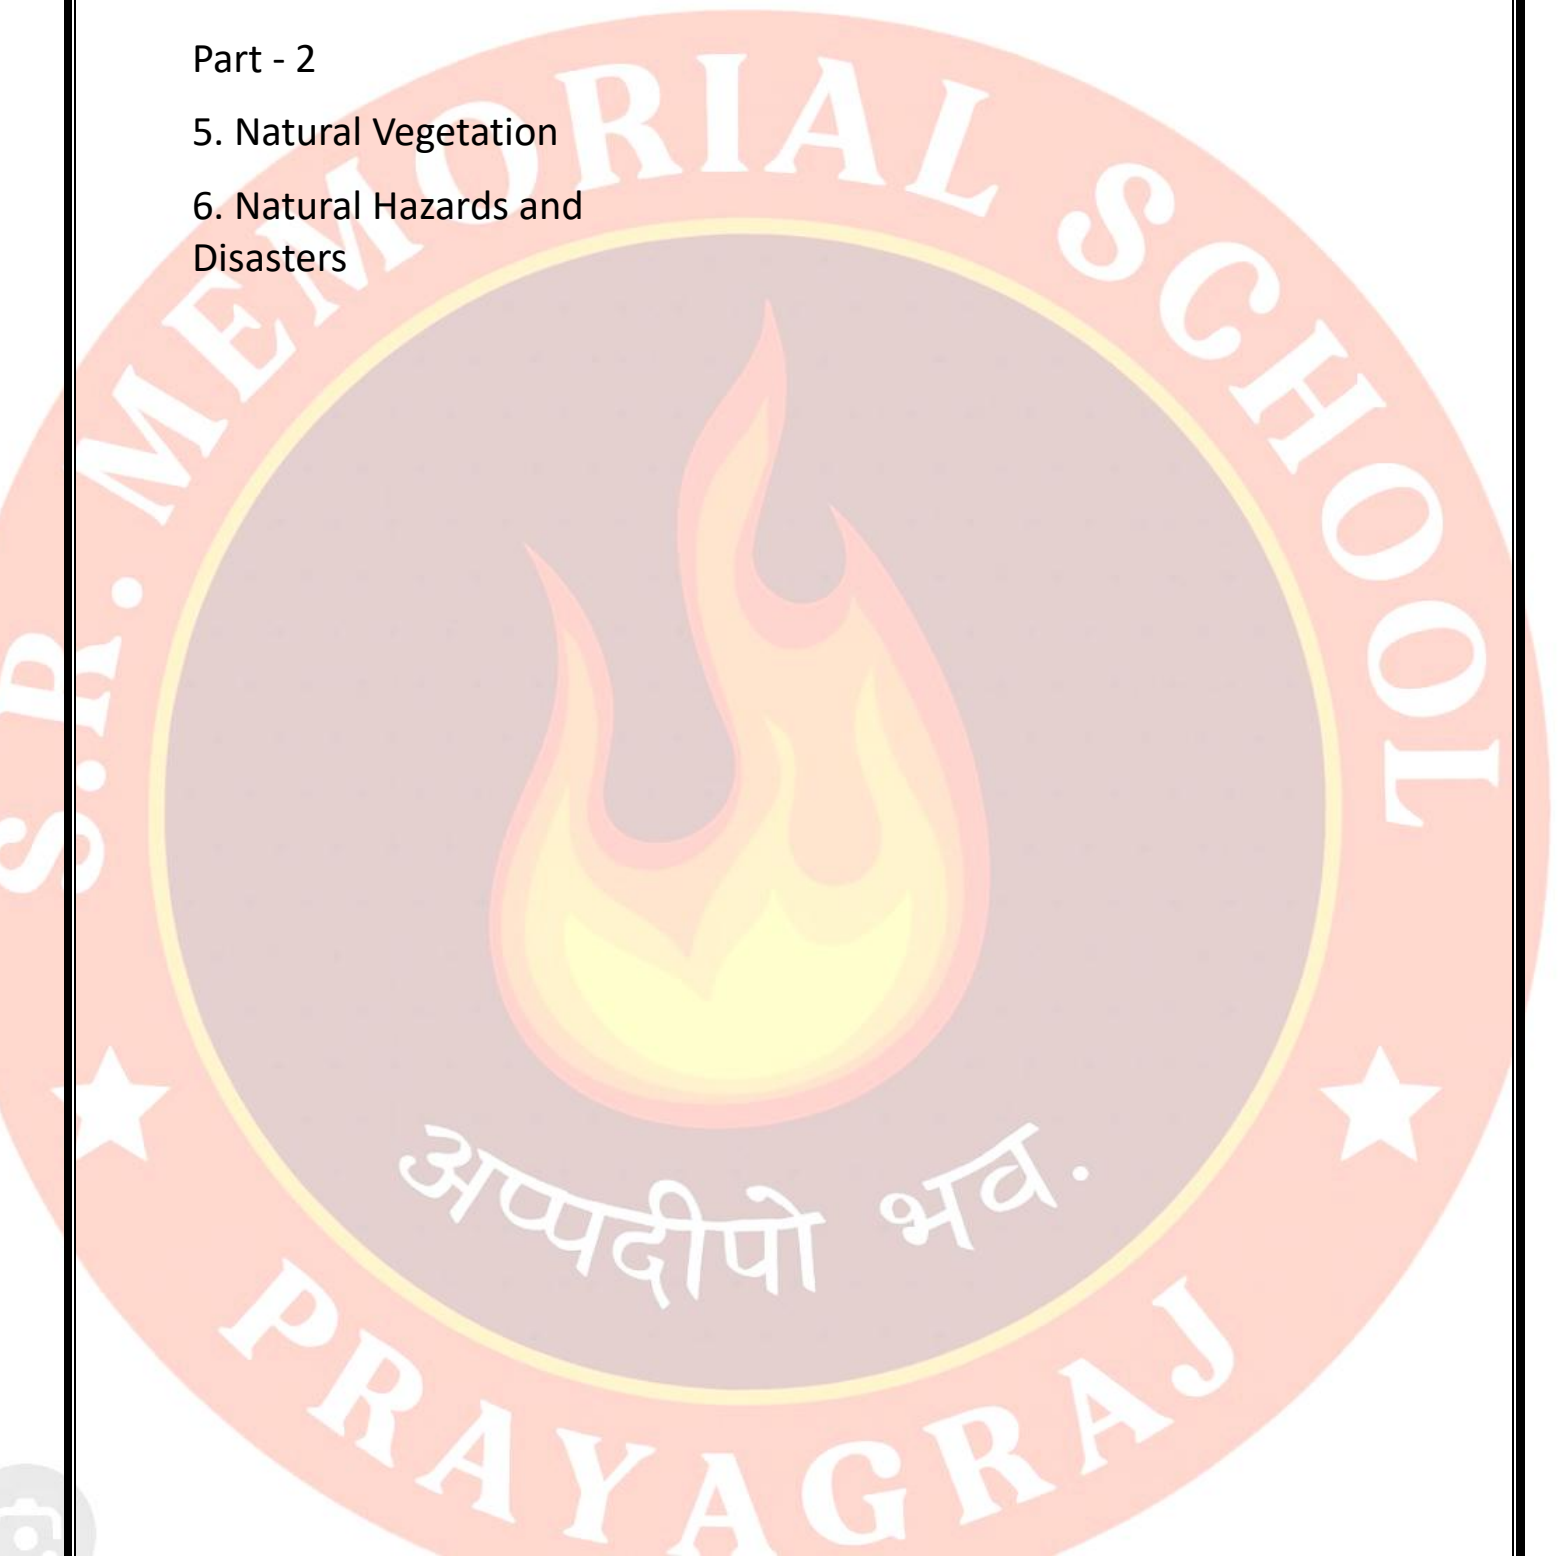 Part - 2
5. Natural Vegetation
6. Natural Hazards and
Disasters
S.R. MEMORIAL SCHOOL
अप्पदीपो भव.
PRAYAGRAJ